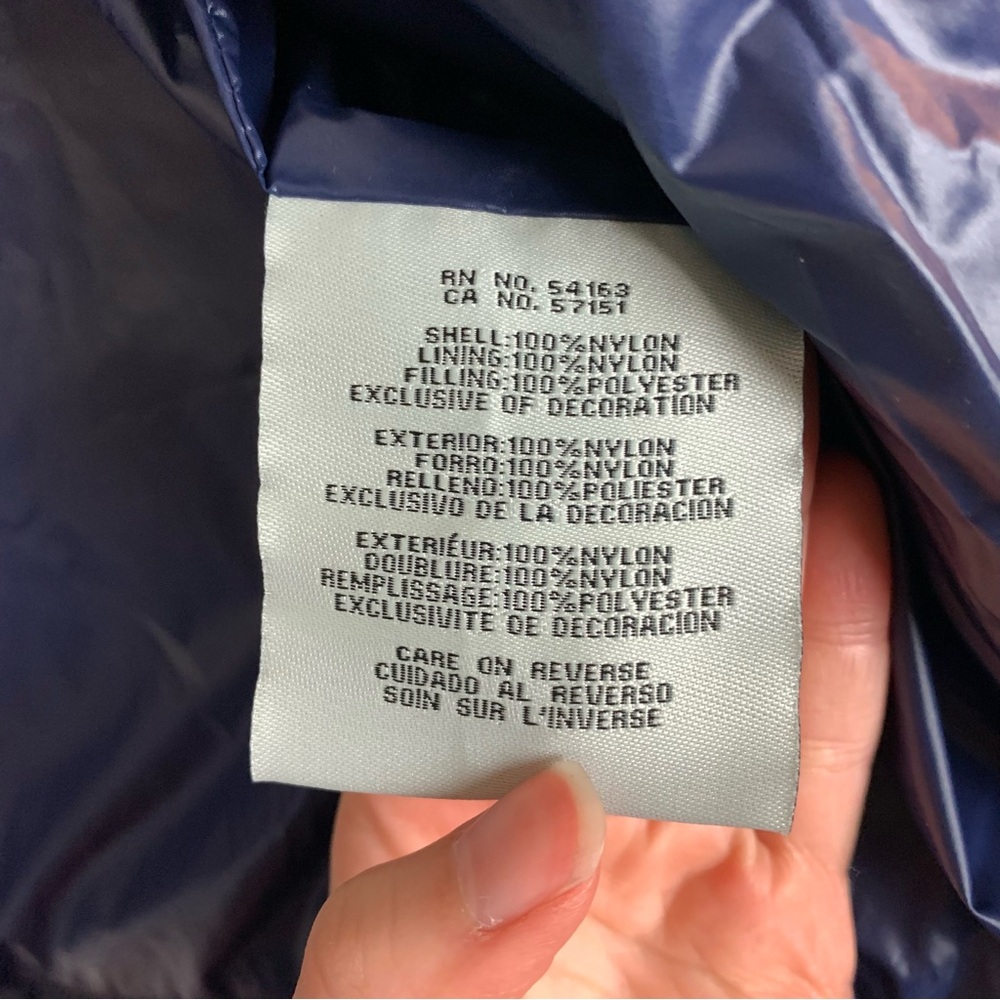 RN NO. 54163
CA NO. 57151
SHELL:100%NYLON
LINING:100%NYLON
FILLING:100%POLYESTER
EXCLUSIVE OF DECORATION
EXTERIOR:100%NYLON
FORRO:100%NYLON
RELLENO:100%POLIESTER
EXCLUSIVO DE LA DECORACION
EXTERIÉUR:100%NYLON
DOUBLURE:100%NYLON
REMPLISSAGE:100%POLYESTER
EXCLUSIVITE OE DECORACION
CARE ON REVERSE
CUIDADO AL REVERSO
SOIN SUR L'INVERSE